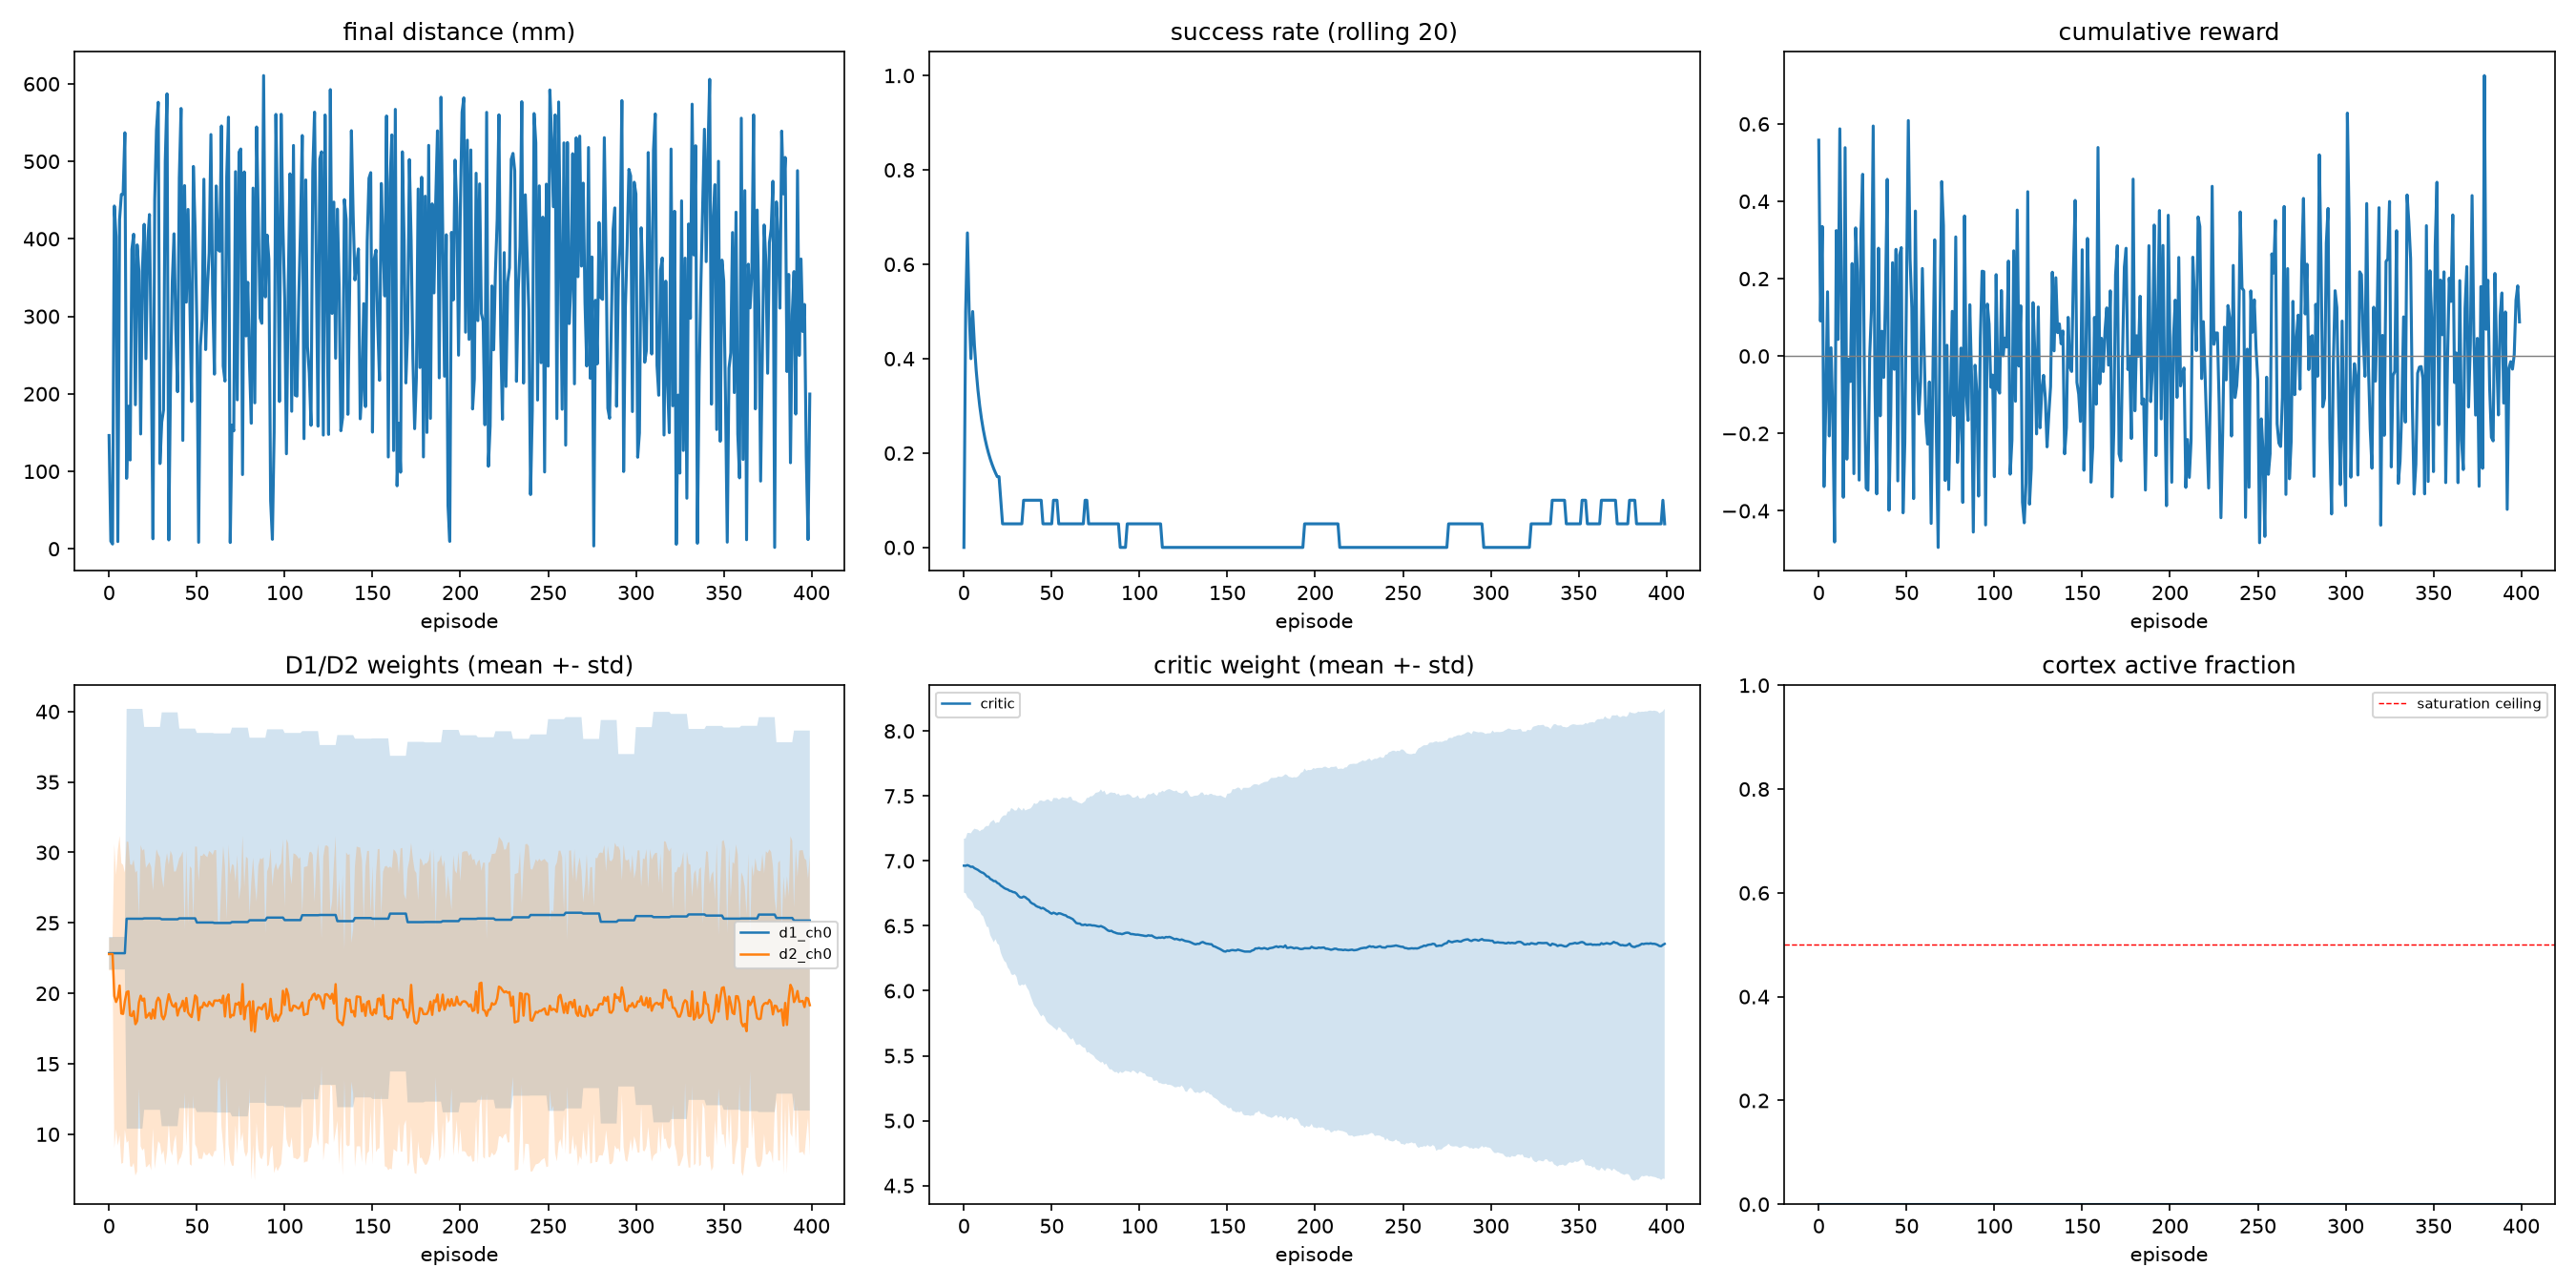 final distance (mm)
600
500
400
300
200
100
0
0 50 100 150 200 250 300 350 400
episode
success rate (rolling 20)
1.0
0.8
0.6
0.4
0.2
0.0
0 50 100 150 200 250 300 350 400
episode
cumulative reward
0.6
0.4
0.2
0.0
−0.2
−0.4
0 50 100 150 200 250 300 350 400
episode
D1/D2 weights (mean +- std)
40
35
30
25
20
15
10
d1_ch0
d2_ch0
0 50 100 150 200 250 300 350 400
episode
critic weight (mean +- std)
critic
8.0
7.5
7.0
6.5
6.0
5.5
5.0
4.5
0 50 100 150 200 250 300 350 400
episode
cortex active fraction
saturation ceiling
1.0
0.8
0.6
0.4
0.2
0.0
0 50 100 150 200 250 300 350 400
episode